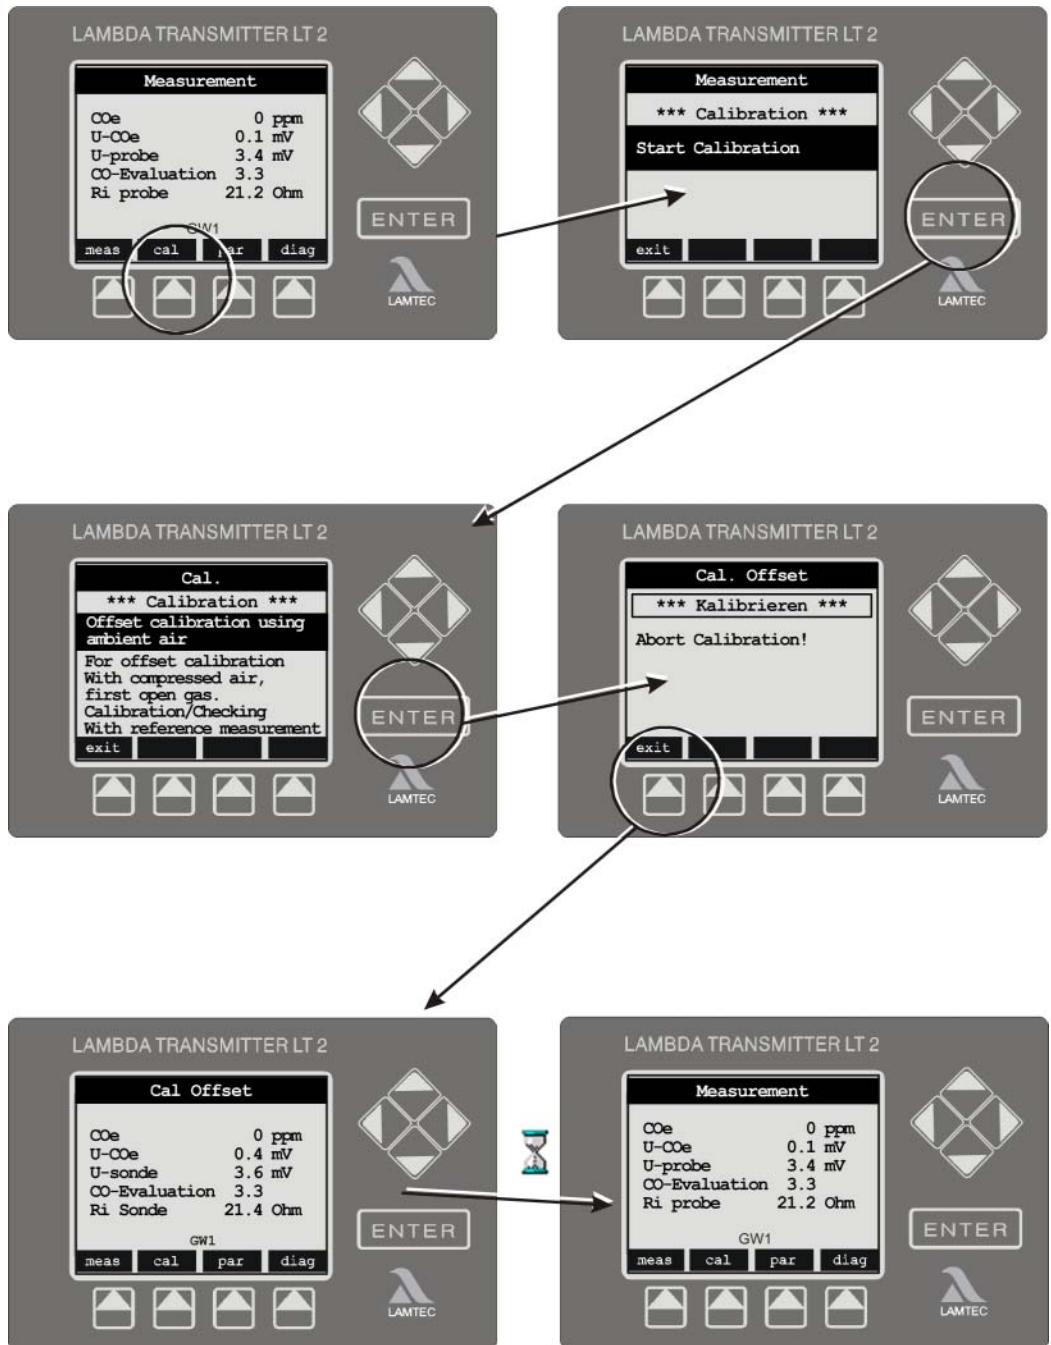 LAMBDA TRANSMITTER LT 2
Measurement
COe 0 ppm
U-COe 0.1 mV
U-probe 3.4 mV
CO-Evaluation 3.3
Ri probe 21.2 Ohm
GW1
meas cal par diag
ENTER
LAMTEC
LAMBDA TRANSMITTER LT 2
Measurement
*** Calibration ***
Start Calibration
exit
ENTER
LAMTEC
LAMBDA TRANSMITTER LT 2
Cal.
*** Calibration ***
Offset calibration using
ambient air
For offset calibration
With compressed air,
first open gas.
Calibration/Checking
With reference measurement
exit
ENTER
LAMTEC
LAMBDA TRANSMITTER LT 2
Cal. Offset
*** Kalibrieren ***
Abort Calibration!
exit
ENTER
LAMTEC
LAMBDA TRANSMITTER LT 2
Cal Offset
COe 0 ppm
U-COe 0.4 mV
U-sonde 3.6 mV
CO-Evaluation 3.3
Ri Sonde 21.4 Ohm
GW1
meas cal par diag
ENTER
LAMTEC
LAMBDA TRANSMITTER LT 2
Measurement
COe 0 ppm
U-COe 0.1 mV
U-probe 3.4 mV
CO-Evaluation 3.3
Ri probe 21.2 Ohm
GW1
meas cal par diag
ENTER
LAMTEC